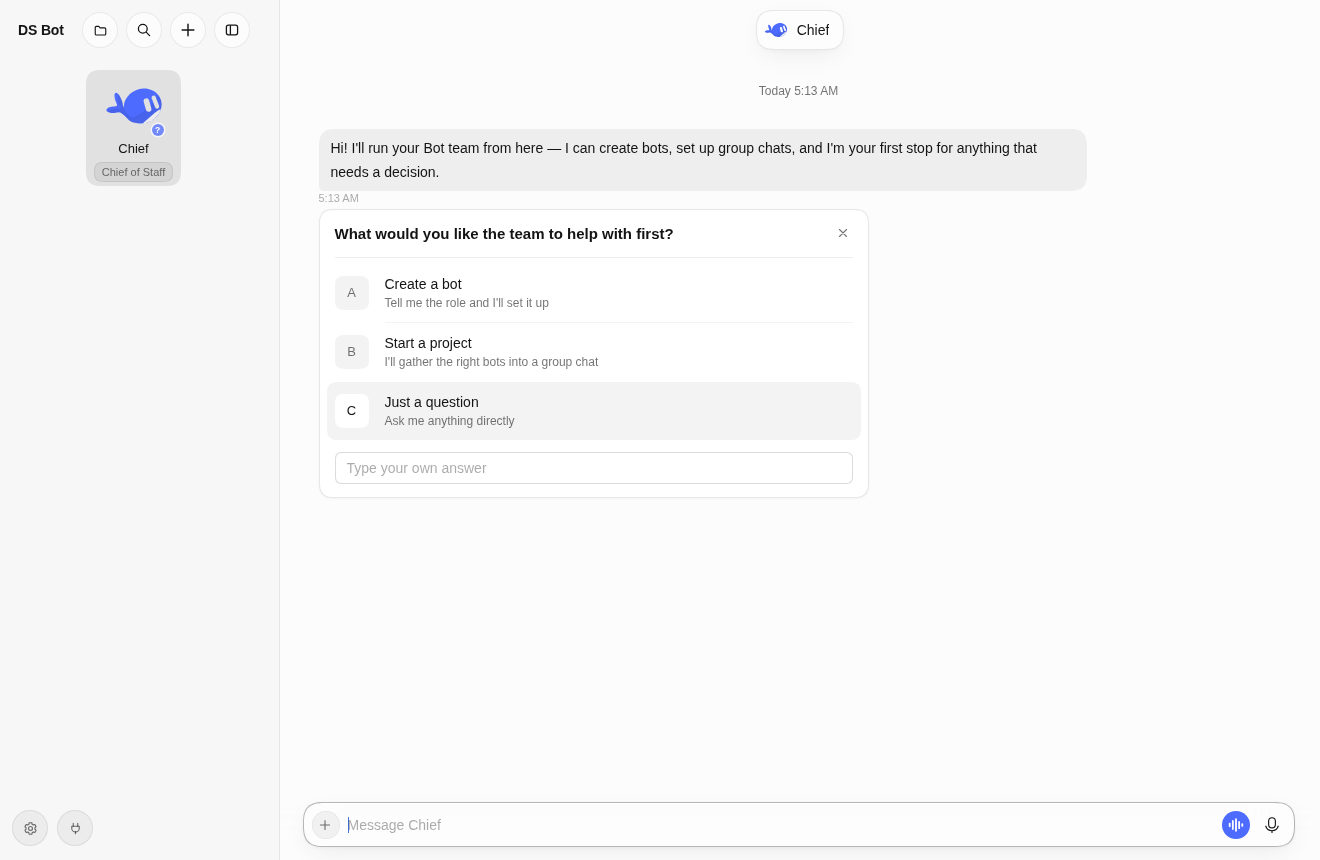 DS Bot
Chief
Chief of Staff
Chief
Today 5:13 AM
Hi! I'll run your Bot team from here — I can create bots, set up group chats, and I'm your first stop for anything that
needs a decision.
5:13 AM
What would you like the team to help with first?
A
Create a bot
Tell me the role and I'll set it up
B
Start a project
I'll gather the right bots into a group chat
C
Just a question
Ask me anything directly
Type your own answer
Message Chief